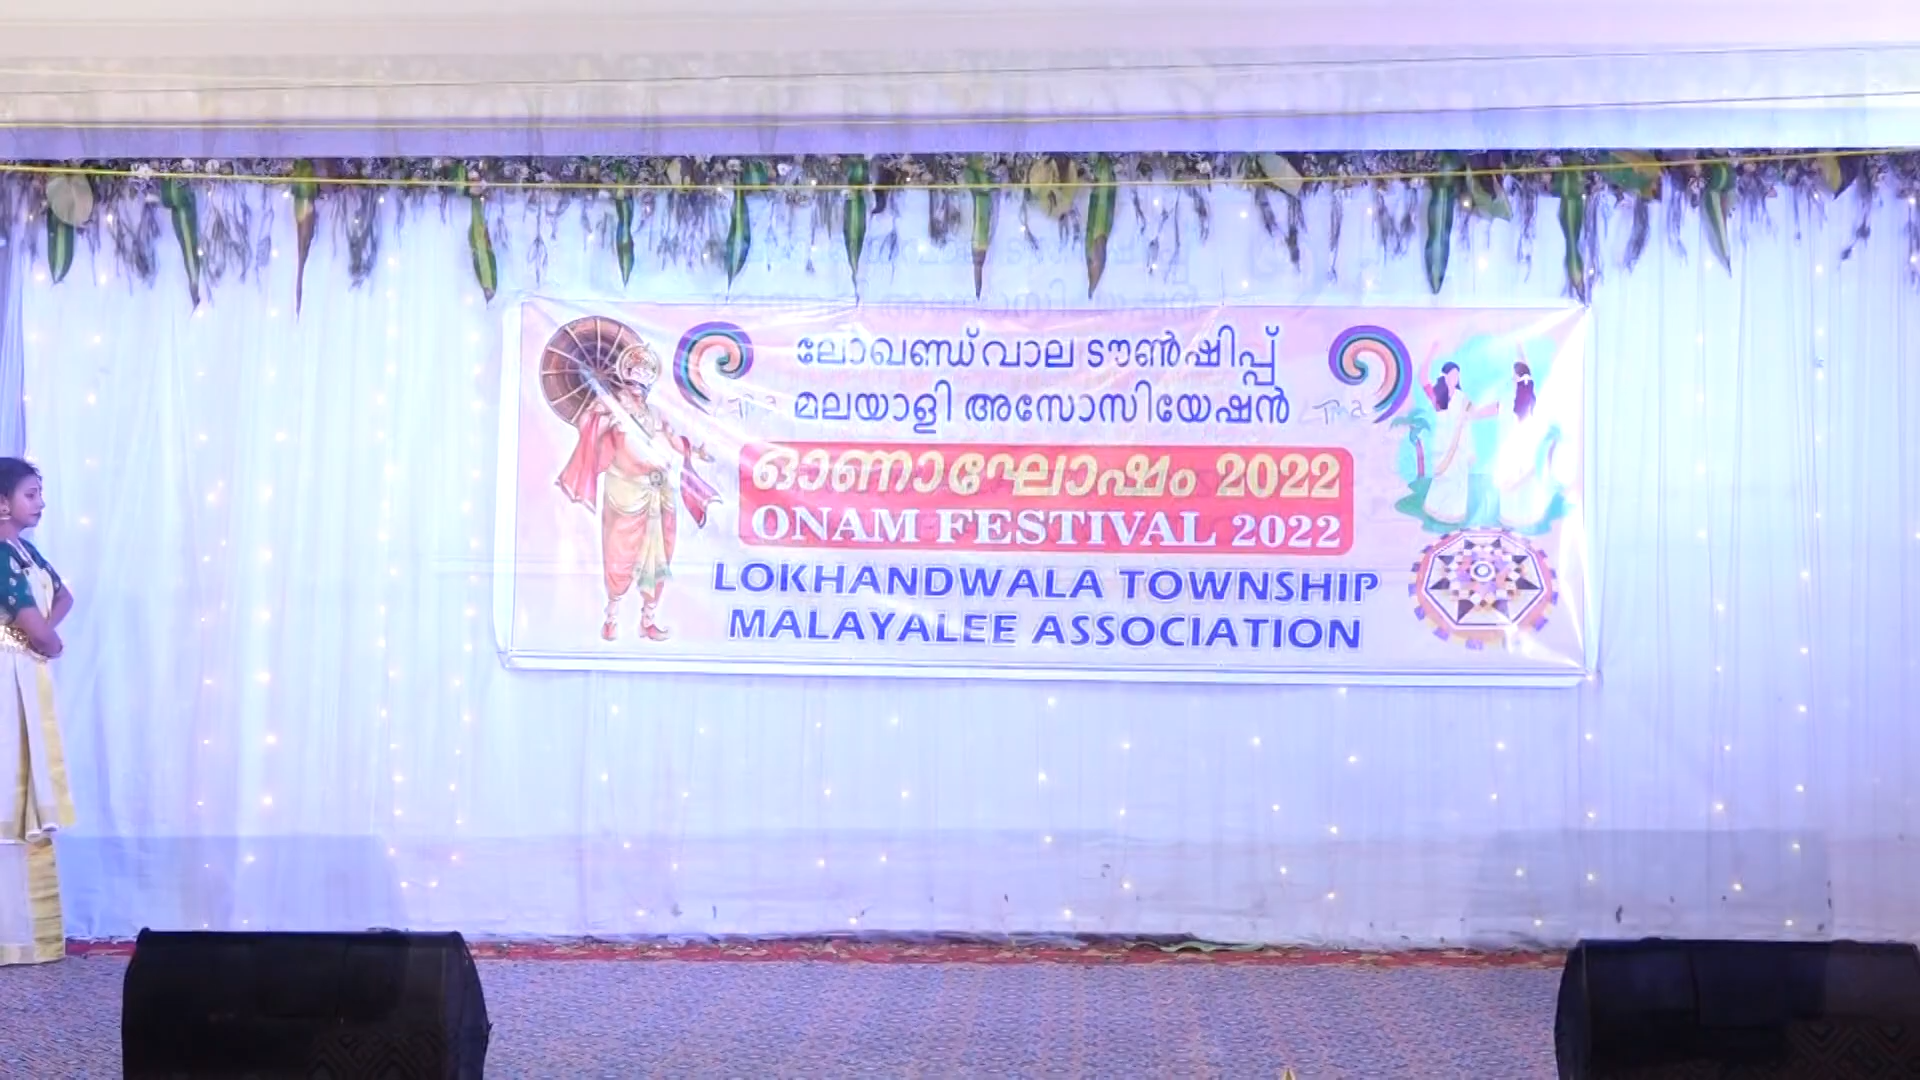 ലോഖണ്ഡ്‌വാല ടൗൺഷിപ്പ്
മലയാളി അസോസിയേഷൻ
ഓണാഘോഷം 2022
ONAM FESTIVAL 2022
LOKHANDWALA TOWNSHIP
MALAYALEE ASSOCIATION